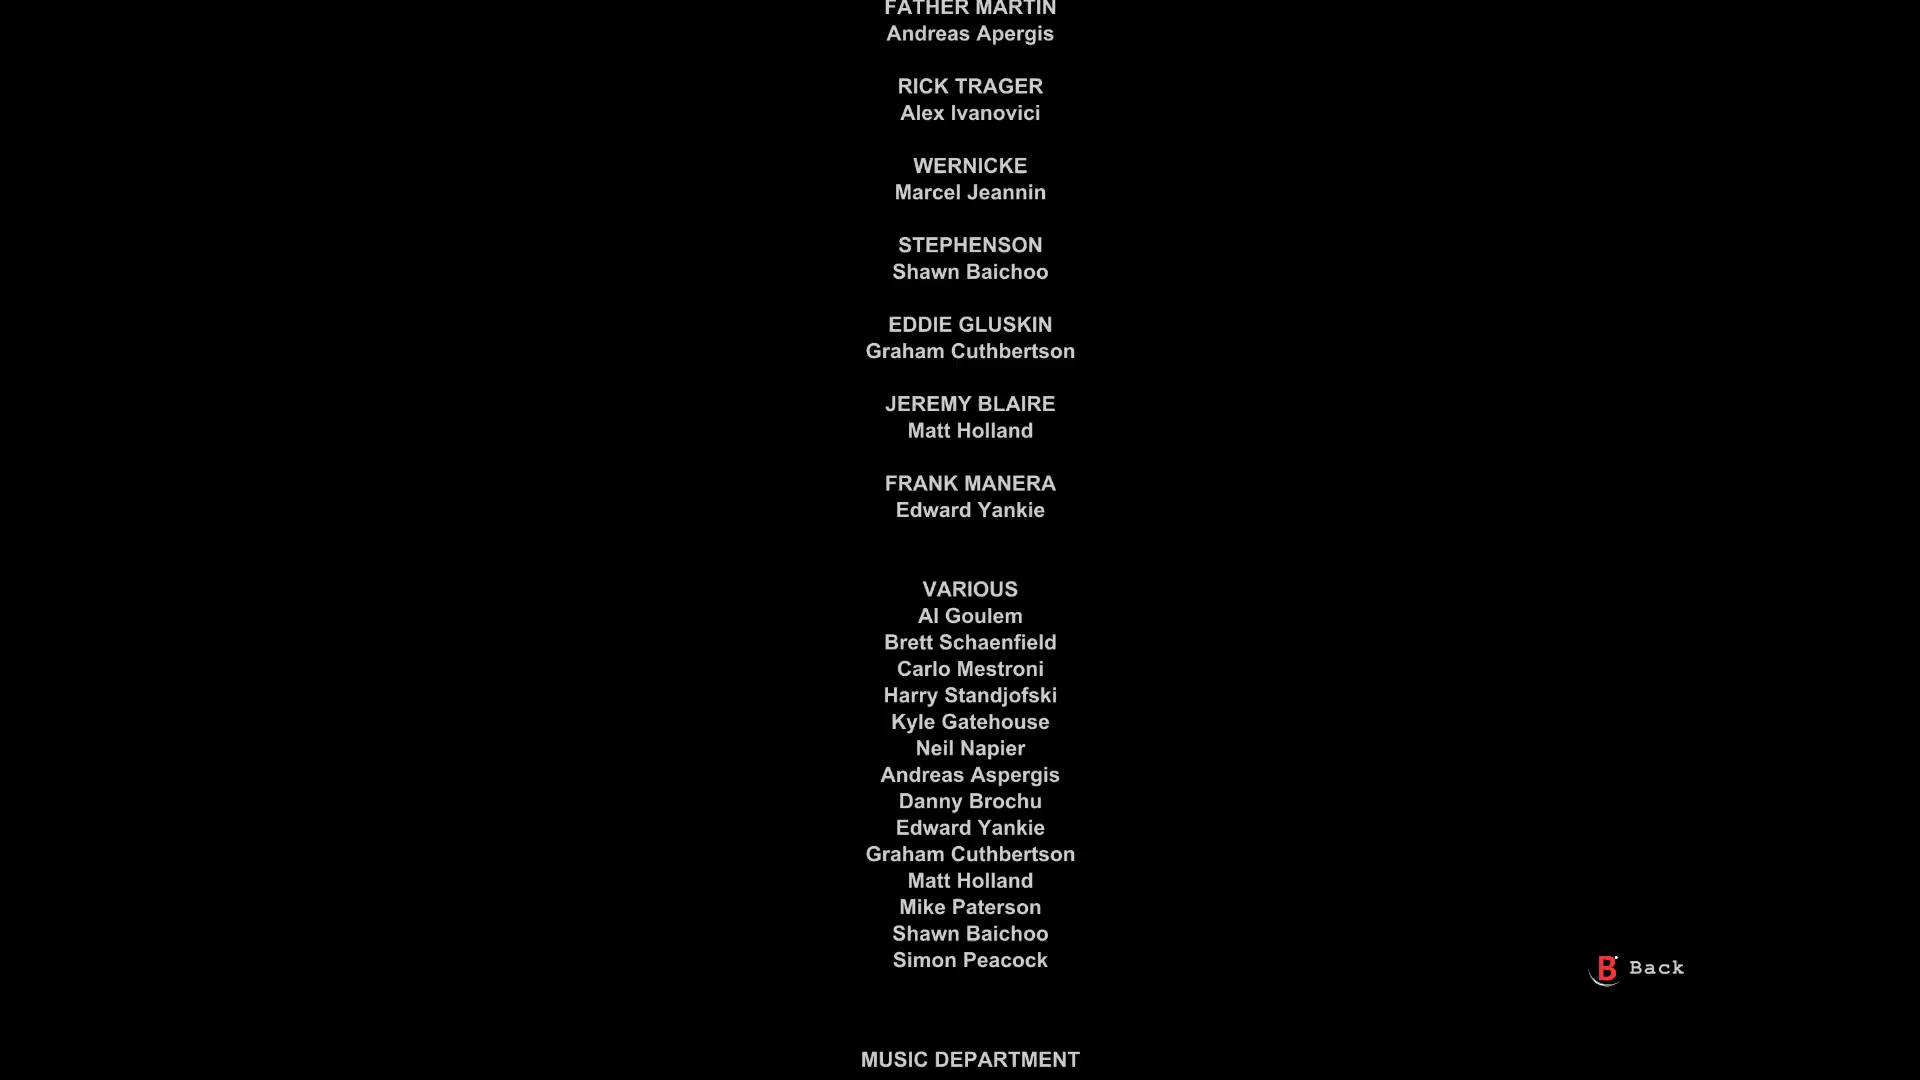 FATHER MARTIN
Andreas Apergis
RICK TRAGER
Alex Ivanovici
WERNICKE
Marcel Jeannin
STEPHENSON
Shawn Baichoo
EDDIE GLUSKIN
Graham Cuthbertson
JEREMY BLAIRE
Matt Holland
FRANK MANERA
Edward Yankie
VARIOUS
Al Goulem
Brett Schaenfield
Carlo Mestroni
Harry Standjofski
Kyle Gatehouse
Neil Napier
Andreas Aspergis
Danny Brochu
Edward Yankie
Graham Cuthbertson
Matt Holland
Mike Paterson
Shawn Baichoo
Simon Peacock
B Back
MUSIC DEPARTMENT